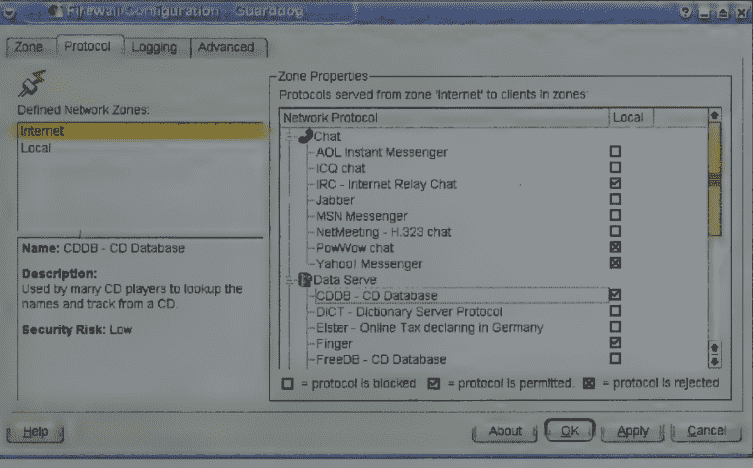 Firewall Configuration - Guarddog
Zone Protocol Logging Advanced
Defined Network Zones:
Internet
Local
Name: CDDB - CD Database
Description:
Used by many CD players to lookup the
names and track from a CD.
Security Risk: Low
Zone Properties
Protocols served from zone 'Internet' to clients in zones:
Network Protocol Local
Chat
AOL Instant Messenger
ICQ chat
IRC - Internet Relay Chat
Jabber
MSN Messenger
NetMeeting - H.323 chat
PowWow chat
Yahoo! Messenger
Data Serve
CDDB - CD Database
DICT - Dictionary Server Protocol
Elster - Online Tax declaring in Germany
Finger
FreeDB - CD Database
= protocol is blocked = protocol is permitted. = protocol is rejected
Help About OK Apply Cancel